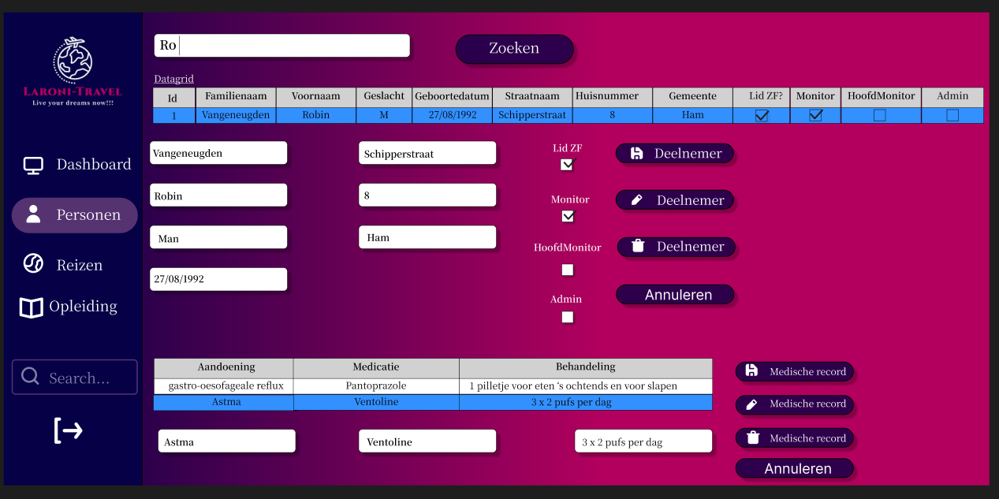 LARONI-TRAVEL
Live your dreams now!!!
Dashboard
Personen
Reizen
Opleiding
Search...
Ro
Zoeken
Datagrid
Id Familienaam Voornaam Geslacht Geboortedatum Straatnaam Huisnummer Gemeente Lid ZF? Monitor HoofdMonitor Admin
1 Vangeneugden Robin M 27/08/1992 Schipperstraat 8 Ham
Vangeneugden Schipperstraat Lid ZF Deelnemer
Robin 8 Monitor Deelnemer
Man Ham HoofdMonitor Deelnemer
27/08/1992 Admin Annuleren
Aandoening Medicatie Behandeling
gastro-oesofageale reflux Pantoprazole 1 pilletje voor eten ‘s ochtends en voor slapen
Astma Ventoline 3 x 2 pufs per dag
Astma Ventoline 3 x 2 pufs per dag
Medische record
Medische record
Medische record
Annuleren